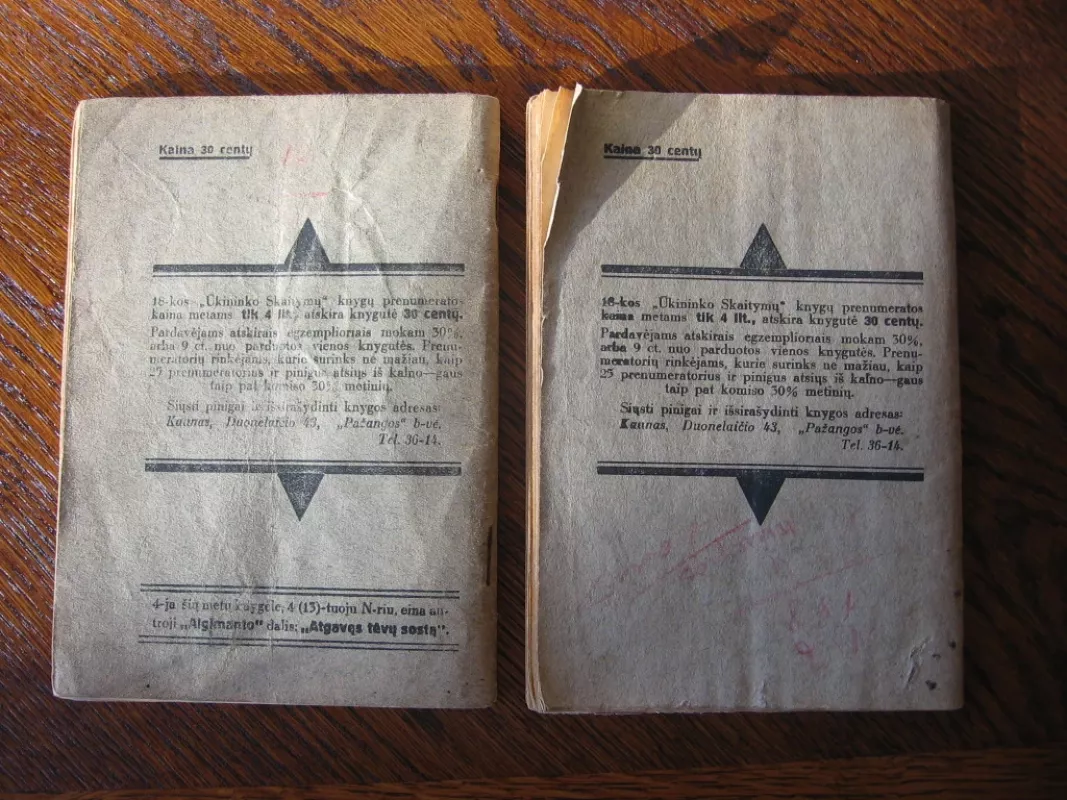 Kaina 30 centų
18-kos „Ūkininko Skaitymų“ knygų prenumeratos
kaina metams tik 4 lit., atskira knygutė 30 centų.
Pardavėjams atskirais egzemplioriais mokam 30%,
arba 9 ct. nuo parduotos vienos knygutės. Prenu-
meratorių rinkėjams, kurie surinks ne mažiau, kaip
25 prenumeratorius ir pinigus atsiųs iš kalno—gaus
taip pat komiso 30% metinių.
Siųsti pinigai ir išsirašydinti knygos adresas:
Kaunas, Duonelaičio 43, „Pažangos“ b-vė.
Tel. 36-14.
4-ja šių metų knygele, 4 (13)-tuoju N-riu, eina an-
troji „Algimanto“ dalis: „Atgavęs tėvų sostą“.
Kaina 30 centų
18-kos „Ūkininko Skaitymų“ knygų prenumeratos
kaina metams tik 4 lit., atskira knygutė 30 centų.
Pardavėjams atskirais egzemplioriais mokam 30%,
arba 9 ct. nuo parduotos vienos knygutės. Prenu-
meratorių rinkėjams, kurie surinks ne mažiau, kaip
25 prenumeratorius ir pinigus atsiųs iš kalno—gaus
taip pat komiso 30% metinių.
Siųsti pinigai ir išsirašydinti knygos adresas:
Kaunas, Duonelaičio 43, „Pažangos“ b-vė.
Tel. 36-14.